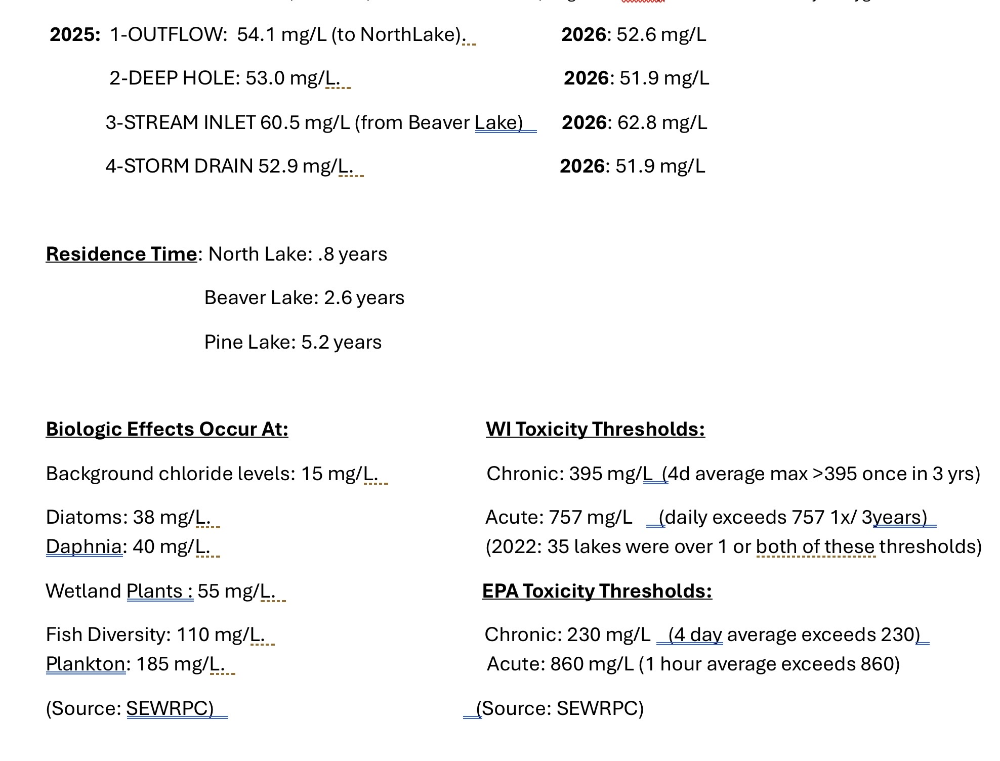 2025: 1-OUTFLOW: 54.1 mg/L (to NorthLake). 2026: 52.6 mg/L
2-DEEP HOLE: 53.0 mg/L. 2026: 51.9 mg/L
3-STREAM INLET 60.5 mg/L (from Beaver Lake) 2026: 62.8 mg/L
4-STORM DRAIN 52.9 mg/L. 2026: 51.9 mg/L
Residence Time: North Lake: .8 years
Beaver Lake: 2.6 years
Pine Lake: 5.2 years
Biologic Effects Occur At: WI Toxicity Thresholds:
Background chloride levels: 15 mg/L. Chronic: 395 mg/L (4d average max >395 once in 3 yrs)
Diatoms: 38 mg/L. Acute: 757 mg/L (daily exceeds 757 1x/ 3years)
Daphnia: 40 mg/L. (2022: 35 lakes were over 1 or both of these thresholds)
Wetland Plants : 55 mg/L. EPA Toxicity Thresholds:
Fish Diversity: 110 mg/L. Chronic: 230 mg/L (4 day average exceeds 230)
Plankton: 185 mg/L. Acute: 860 mg/L (1 hour average exceeds 860)
(Source: SEWRPC) (Source: SEWRPC)